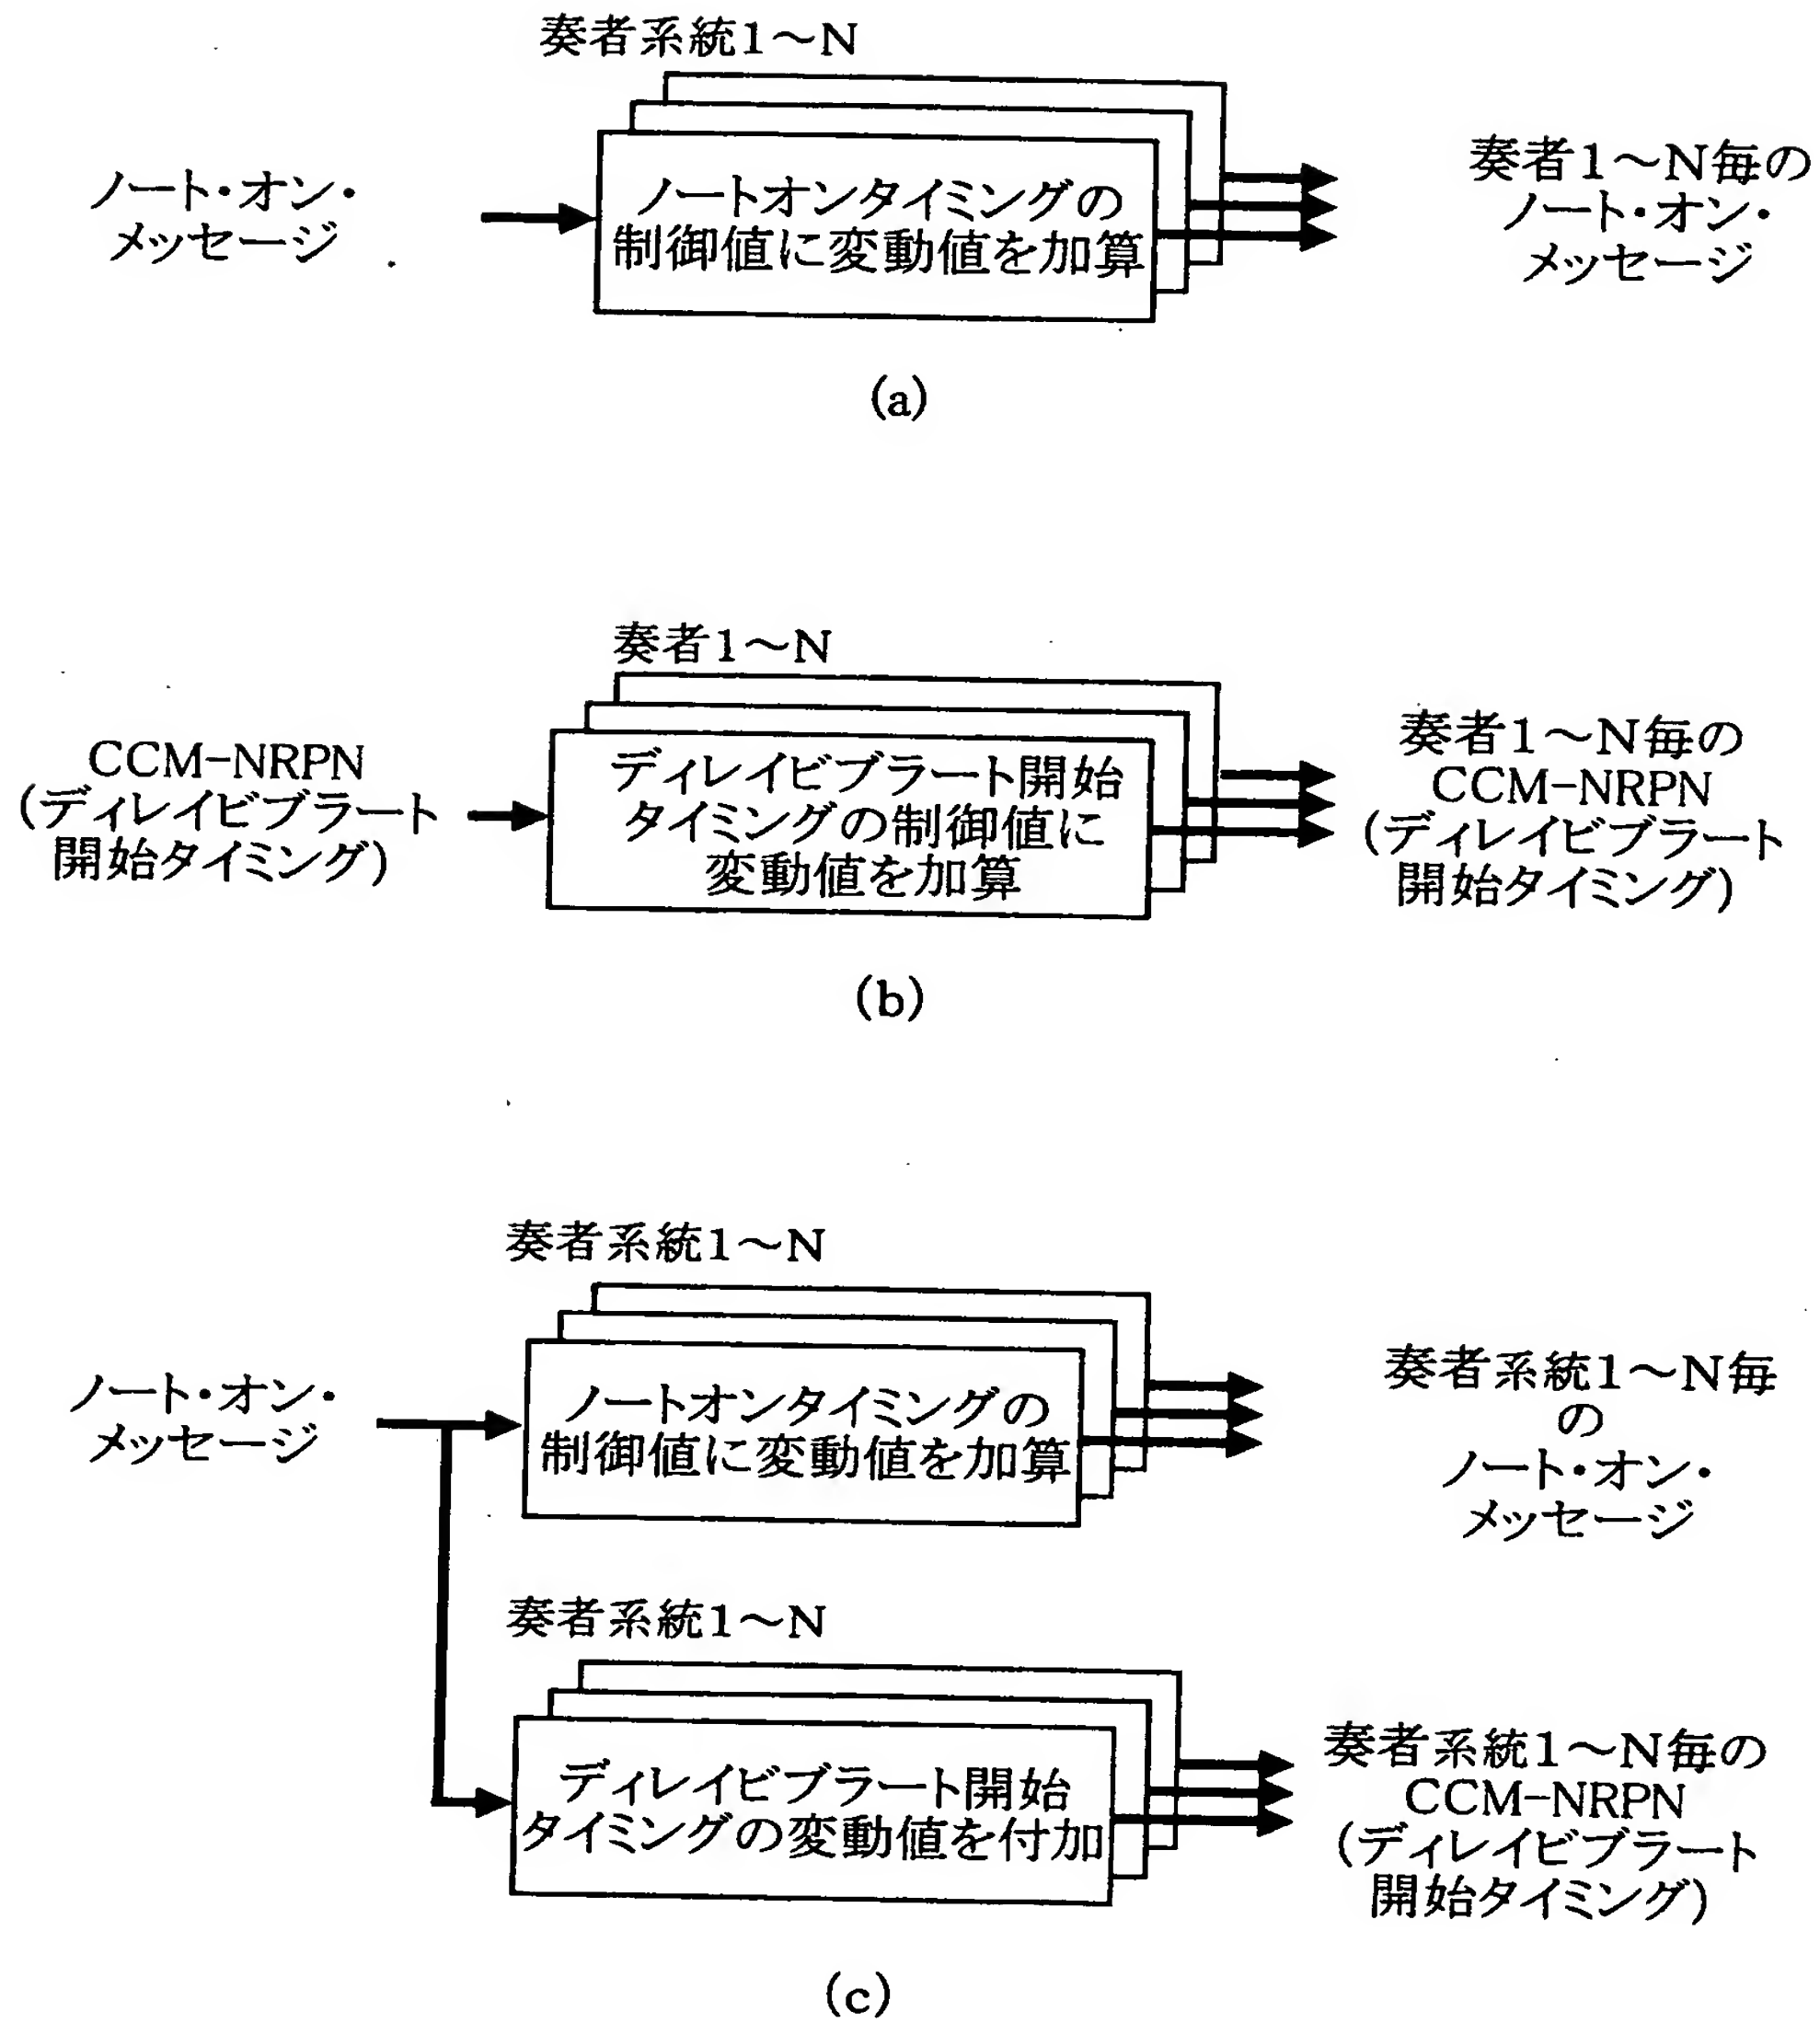 奏者系統1〜N
ノート・オン・
メッセージ
ノートオンタイミングの
制御値に変動値を加算
奏者1〜N毎の
ノート・オン・
メッセージ
(a)
奏者1〜N
CCM-NRPN
(ディレイビブラート
開始タイミング)
ディレイビブラート開始
タイミングの制御値に
変動値を加算
奏者1〜N毎の
CCM-NRPN
(ディレイビブラート
開始タイミング)
(b)
奏者系統1〜N
ノート・オン・
メッセージ
ノートオンタイミングの
制御値に変動値を加算
奏者系統1〜N毎
の
ノート・オン・
メッセージ
奏者系統1〜N
ディレイビブラート開始
タイミングの変動値を付加
奏者系統1〜N毎の
CCM-NRPN
(ディレイビブラート
開始タイミング)
(c)